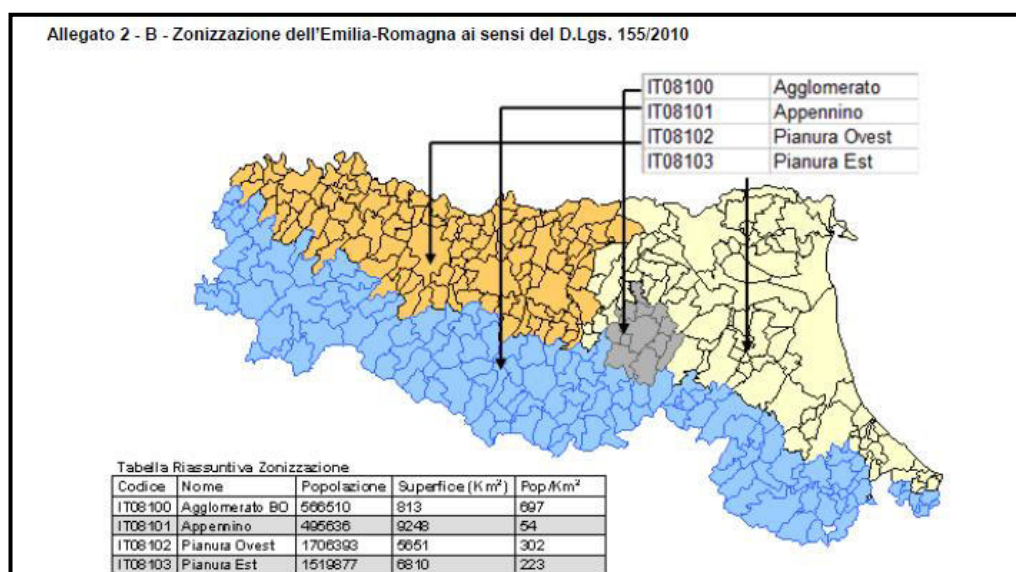 Allegato 2 - B - Zonizzazione dell'Emilia-Romagna ai sensi del D.Lgs. 155/2010
IT08100 Agglomerato
IT08101 Appennino
IT08102 Pianura Ovest
IT08103 Pianura Est
Tabella Riassuntiva Zonizzazione
Codice Nome Popolazione Superfice (Km²) Pop/Km²
IT08100 Agglomerato BO 566510 813 697
IT08101 Appennino 495636 9248 54
IT08102 Pianura Ovest 1706393 5651 302
IT08103 Pianura Est 1519877 6810 223